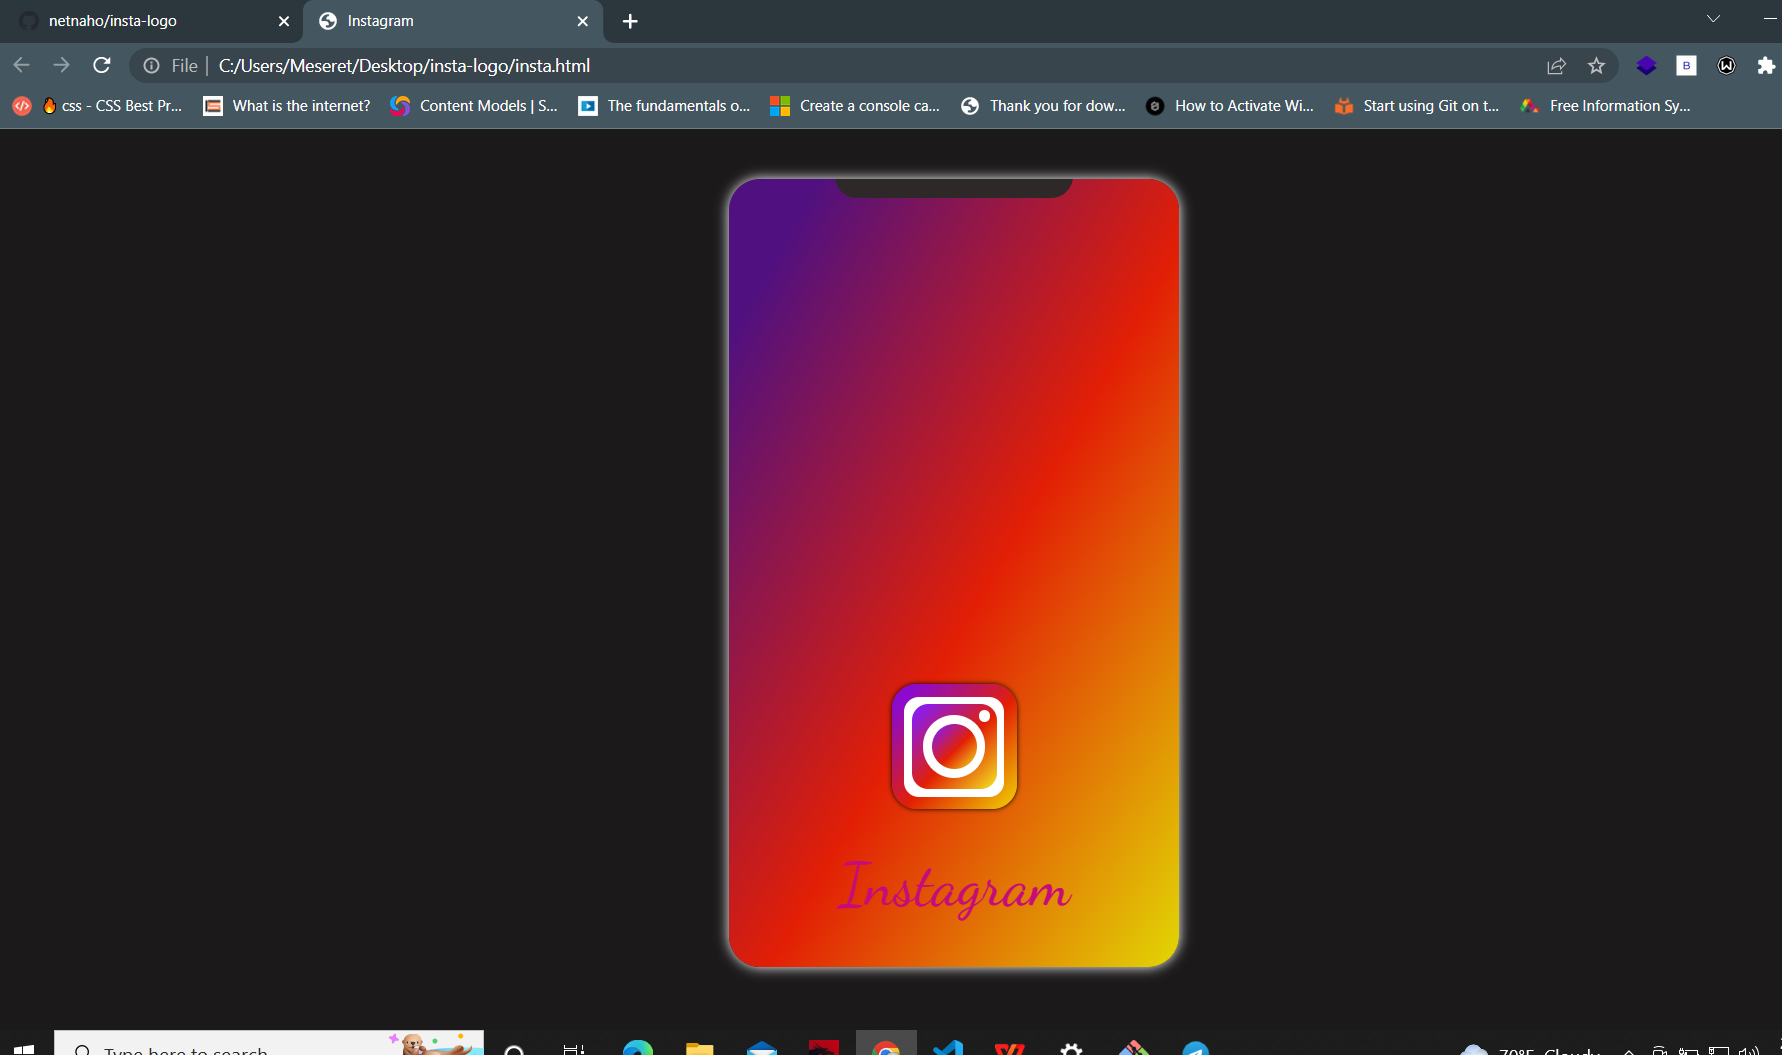 netnaho/insta-logo
Instagram
File | C:/Users/Meseret/Desktop/insta-logo/insta.html
css - CSS Best Pr...
What is the internet?
Content Models | S...
The fundamentals o...
Create a console ca...
Thank you for dow...
How to Activate Wi...
Start using Git on t...
Free Information Sy...
B
W
Instagram
Type here to search
70°F Cloudy